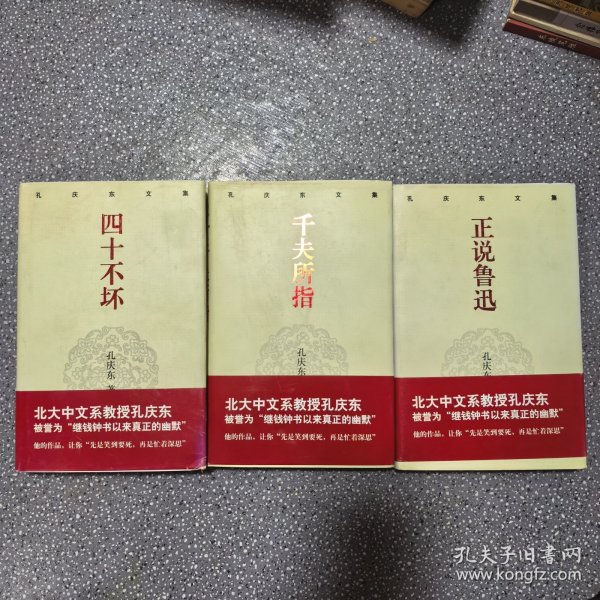 孔庆东文集
四十不坏
孔庆东 著
北大中文系教授孔庆东
被誉为“继钱钟书以来真正的幽默”
他的作品，让你“先是笑到要死，再是忙着深思”
孔庆东文集
千夫所指
孔庆东
北大中文系教授孔庆东
被誉为“继钱钟书以来真正的幽默”
他的作品，让你“先是笑到要死，再是忙着深思”
孔庆东文集
正说鲁迅
孔庆东
北大中文系教授孔庆东
被誉为“继钱钟书以来真正的幽默”
他的作品，让你“先是笑到要死，再是忙着深思”
孔夫子旧书网
www.kongfz.com